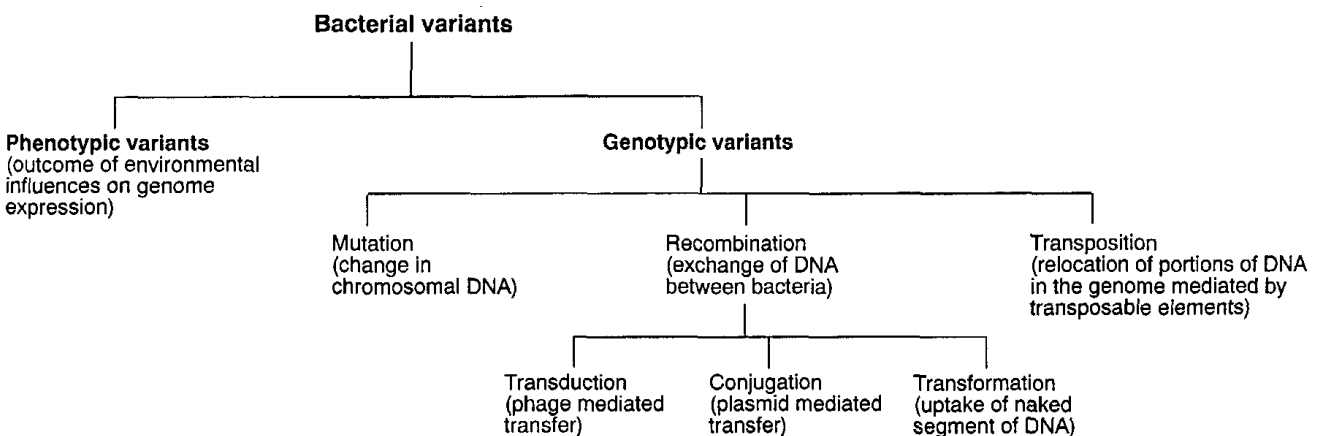 Bacterial variants
Phenotypic variants
(outcome of environmental
influences on genome
expression)
Genotypic variants
Mutation
(change in
chromosomal DNA)
Recombination
(exchange of DNA
between bacteria)
Transposition
(relocation of portions of DNA
in the genome mediated by
transposable elements)
Transduction
(phage mediated
transfer)
Conjugation
(plasmid mediated
transfer)
Transformation
(uptake of naked
segment of DNA)